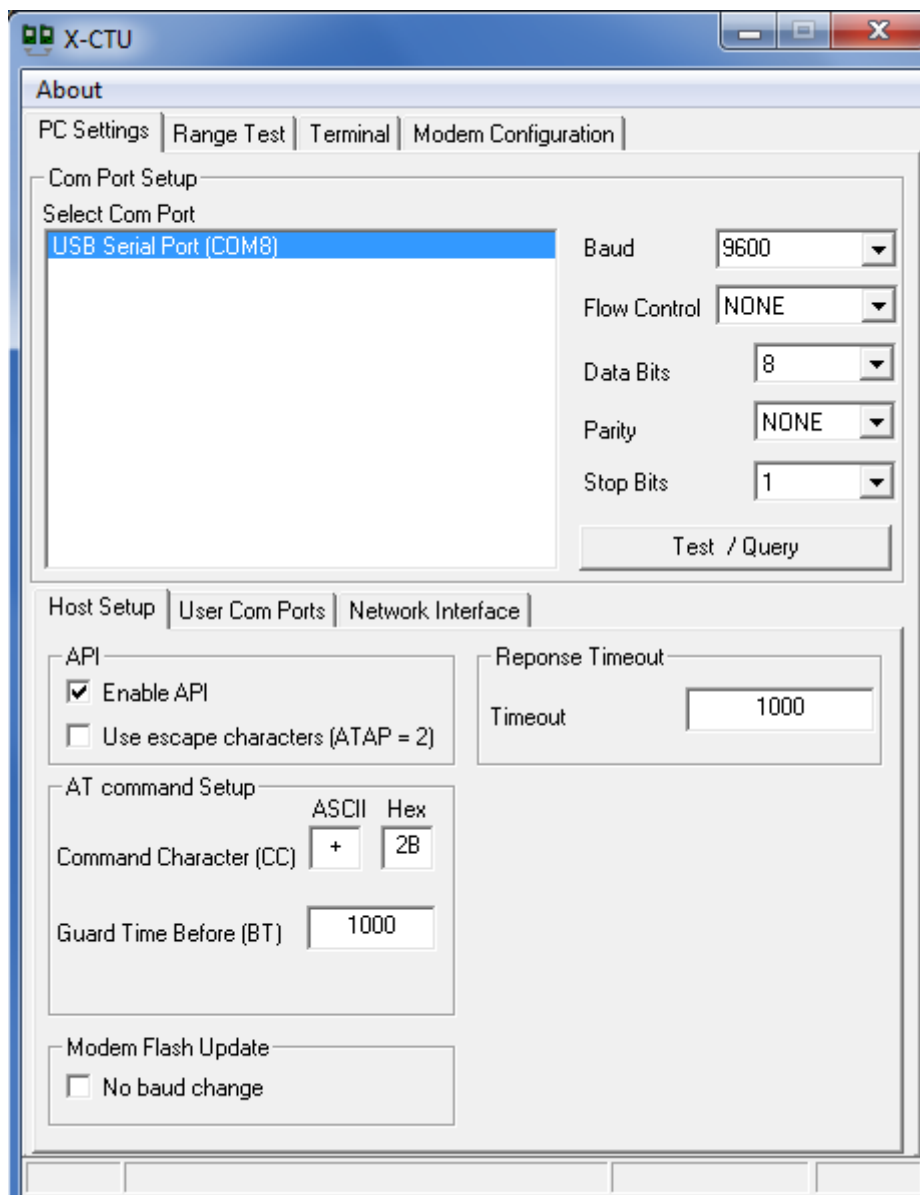 X-CTU
About
PC Settings Range Test Terminal Modem Configuration
Com Port Setup
Select Com Port
USB Serial Port (COM8)
Baud 9600
Flow Control NONE
Data Bits 8
Parity NONE
Stop Bits 1
Test / Query
Host Setup User Com Ports Network Interface
API
Enable API
Use escape characters (ATAP = 2)
Reponse Timeout
Timeout 1000
AT command Setup
ASCII Hex
Command Character (CC) + 2B
Guard Time Before (BT) 1000
Modem Flash Update
No baud change